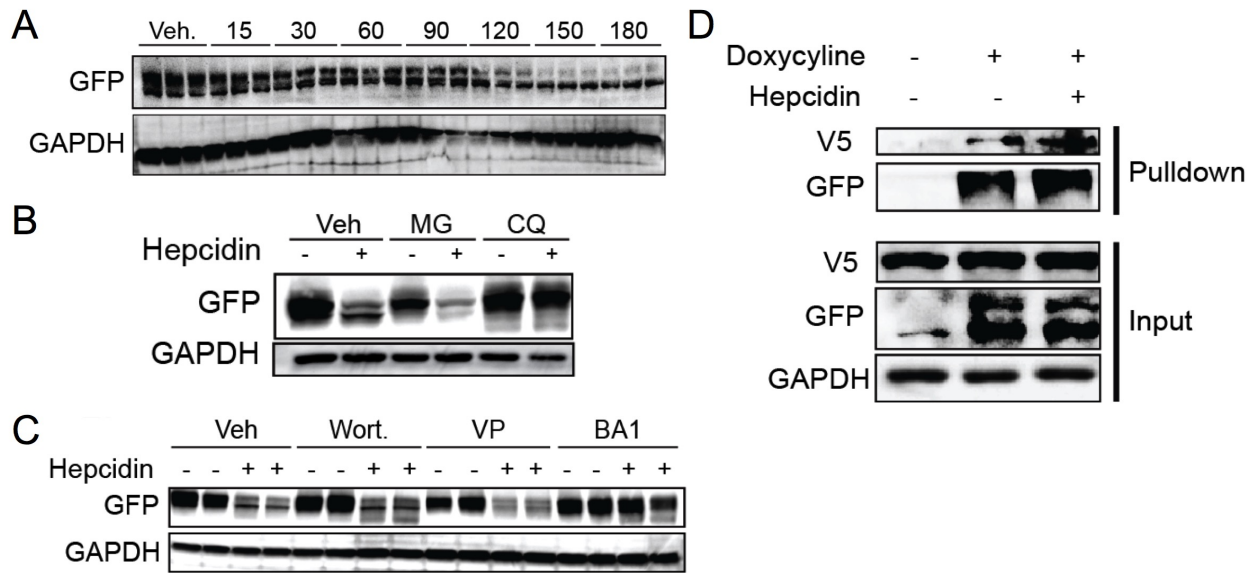 A
Veh. 15 30 60 90 120 150 180
GFP
GAPDH
B
Veh MG CQ
Hepcidin - + - + - +
GFP
GAPDH
C
Veh Wort. VP BA1
Hepcidin - - + + - - + + - - + + - - + +
GFP
GAPDH
D
Doxycyline - + +
Hepcidin - - +
V5
GFP
Pulldown
V5
GFP
GAPDH
Input